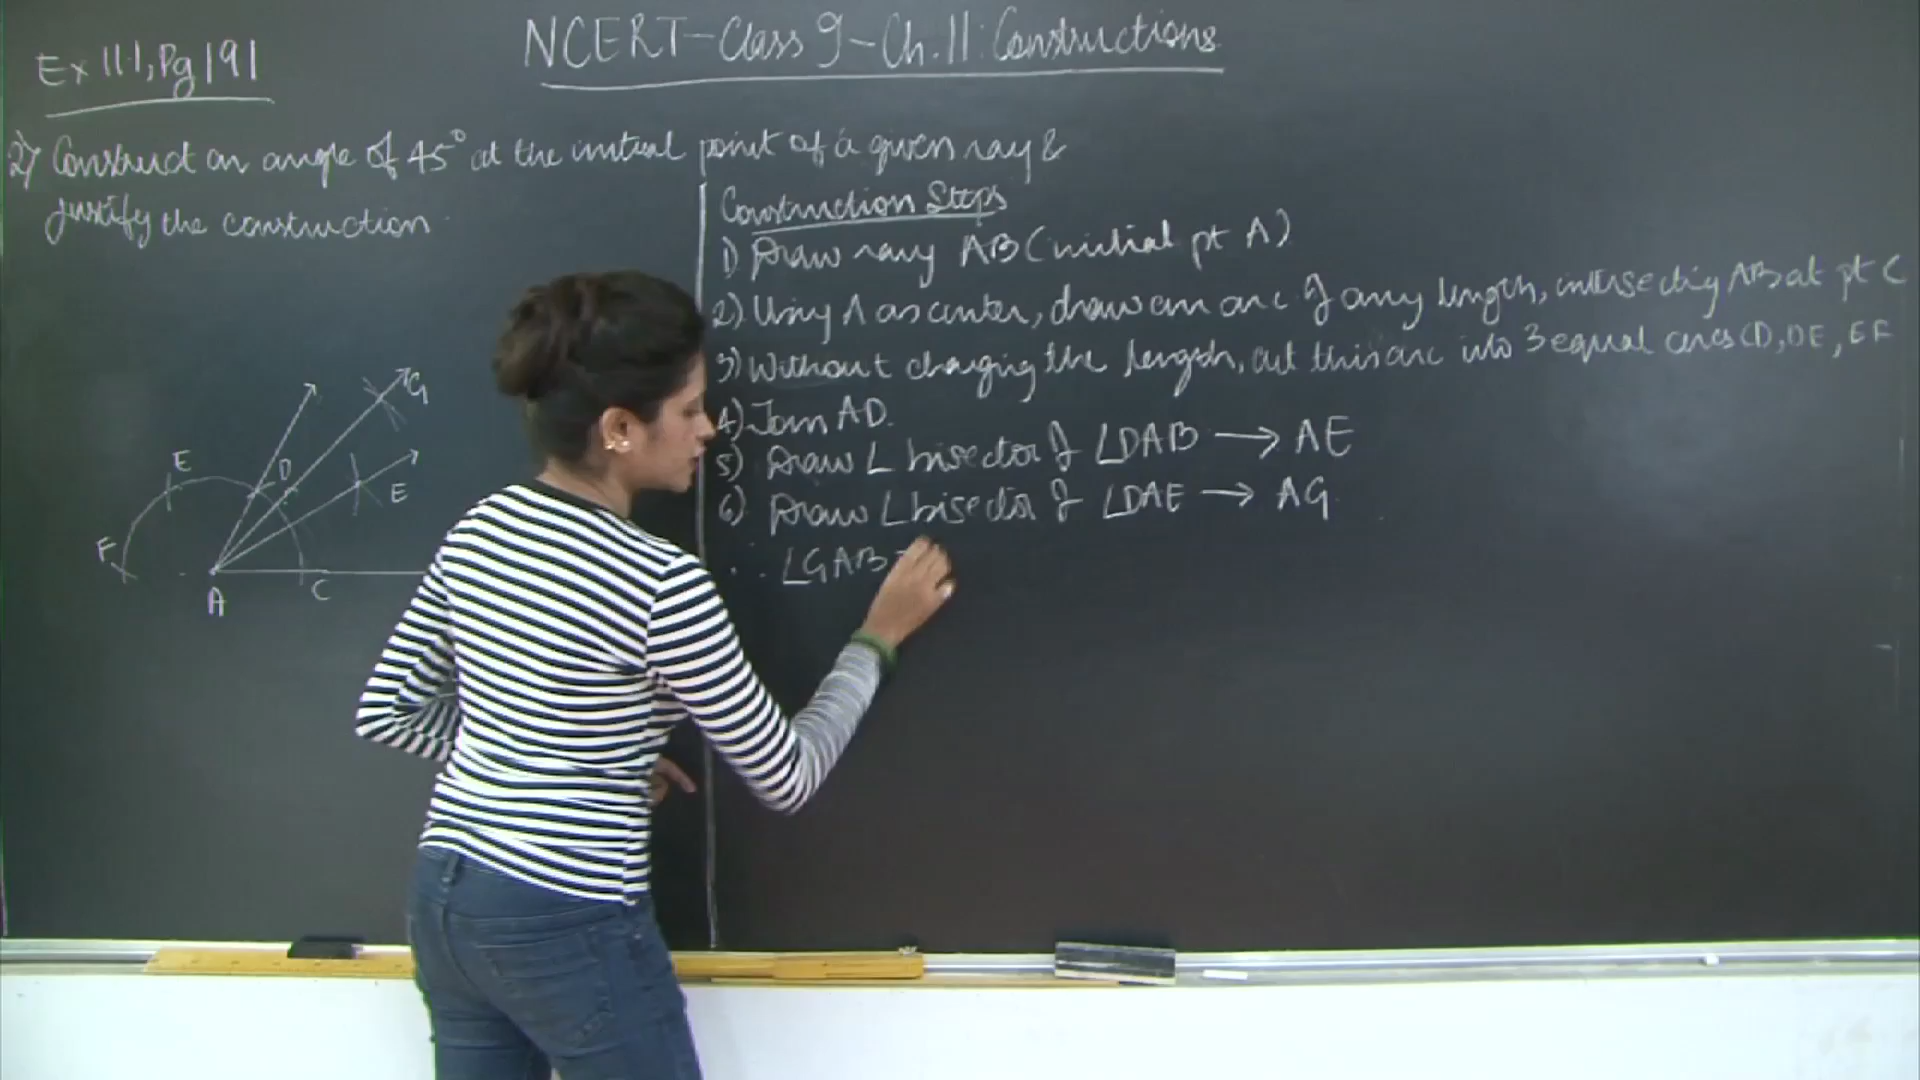 NCERT-Class 9-Ch.11: Constructions
Ex 11.1, Pg 191
2) Construct an angle of 45° at the initial point of a given ray &
justify the construction.
Construction Steps
1) Draw ray AB (initial pt A)
2) Using A as center, draw an arc of any length, intersecting AB at pt C
3) Without changing the length, cut this arc into 3 equal arcs CD, DE, EF
4) Join AD.
5) Draw ∠ bisector of ∠DAB → AE
6) Draw ∠ bisector of ∠DAE → AG
∴ ∠GAB =
G
E
D
E
F
A
C